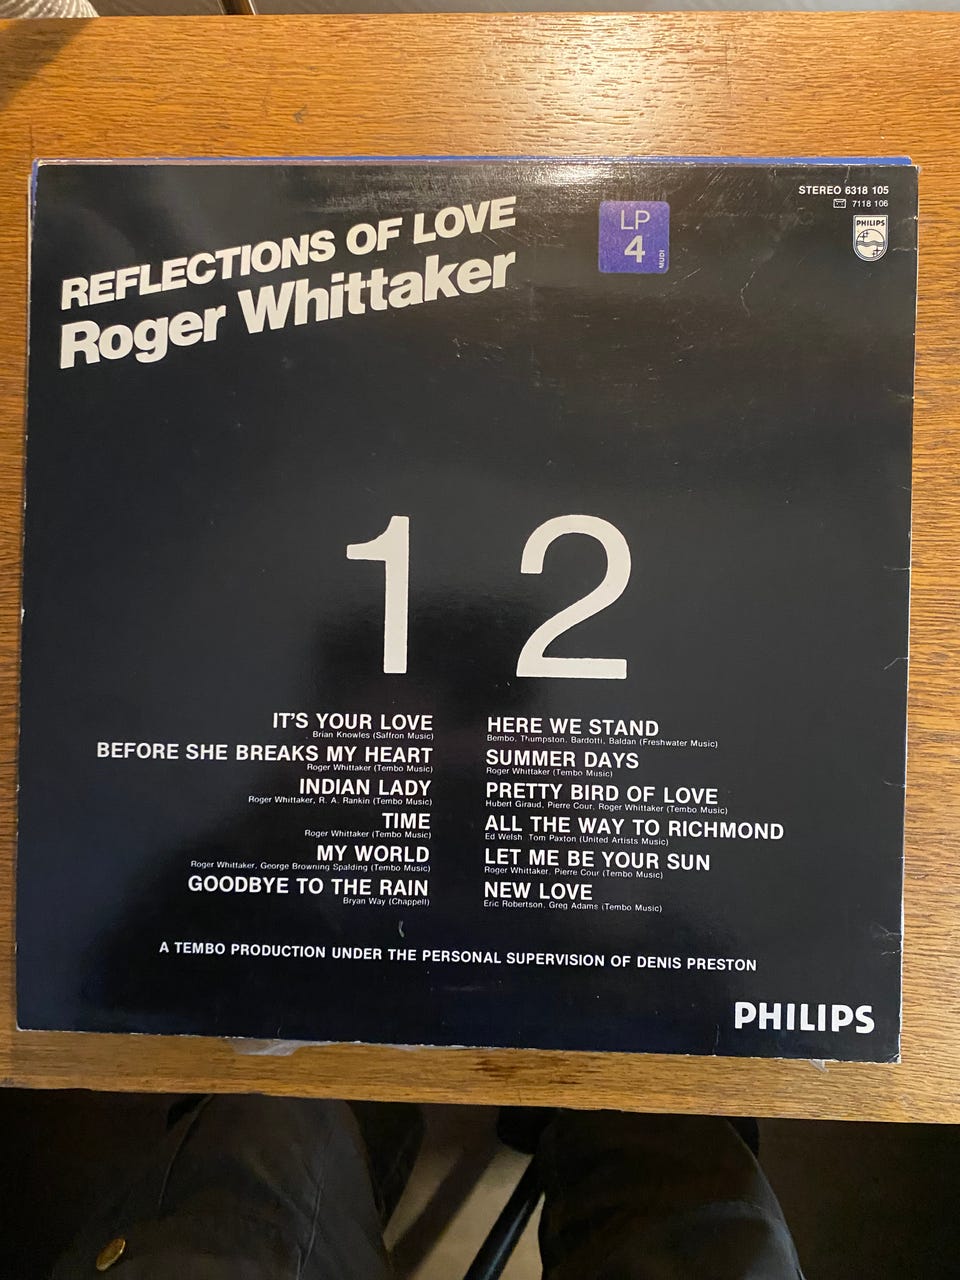 STEREO 6318 105
7118 106
PHILIPS
REFLECTIONS OF LOVE
Roger Whittaker
LP
4
MUDI
1
IT'S YOUR LOVE
Brian Knowles (Saffron Music)
BEFORE SHE BREAKS MY HEART
Roger Whittaker (Tembo Music)
INDIAN LADY
Roger Whittaker, R. A. Rankin (Tembo Music)
TIME
Roger Whittaker (Tembo Music)
MY WORLD
Roger Whittaker, George Browning Spalding (Tembo Music)
GOODBYE TO THE RAIN
Bryan Way (Chappell)
2
HERE WE STAND
Bembo, Thumpston, Bardotti, Baldan (Freshwater Music)
SUMMER DAYS
Roger Whittaker (Tembo Music)
PRETTY BIRD OF LOVE
Hubert Giraud, Pierre Cour, Roger Whittaker (Tembo Music)
ALL THE WAY TO RICHMOND
Ed Welsh Tom Paxton (United Artists Music)
LET ME BE YOUR SUN
Roger Whittaker, Pierre Cour (Tembo Music)
NEW LOVE
Eric Robertson, Greg Adams (Tembo Music)
A TEMBO PRODUCTION UNDER THE PERSONAL SUPERVISION OF DENIS PRESTON
PHILIPS